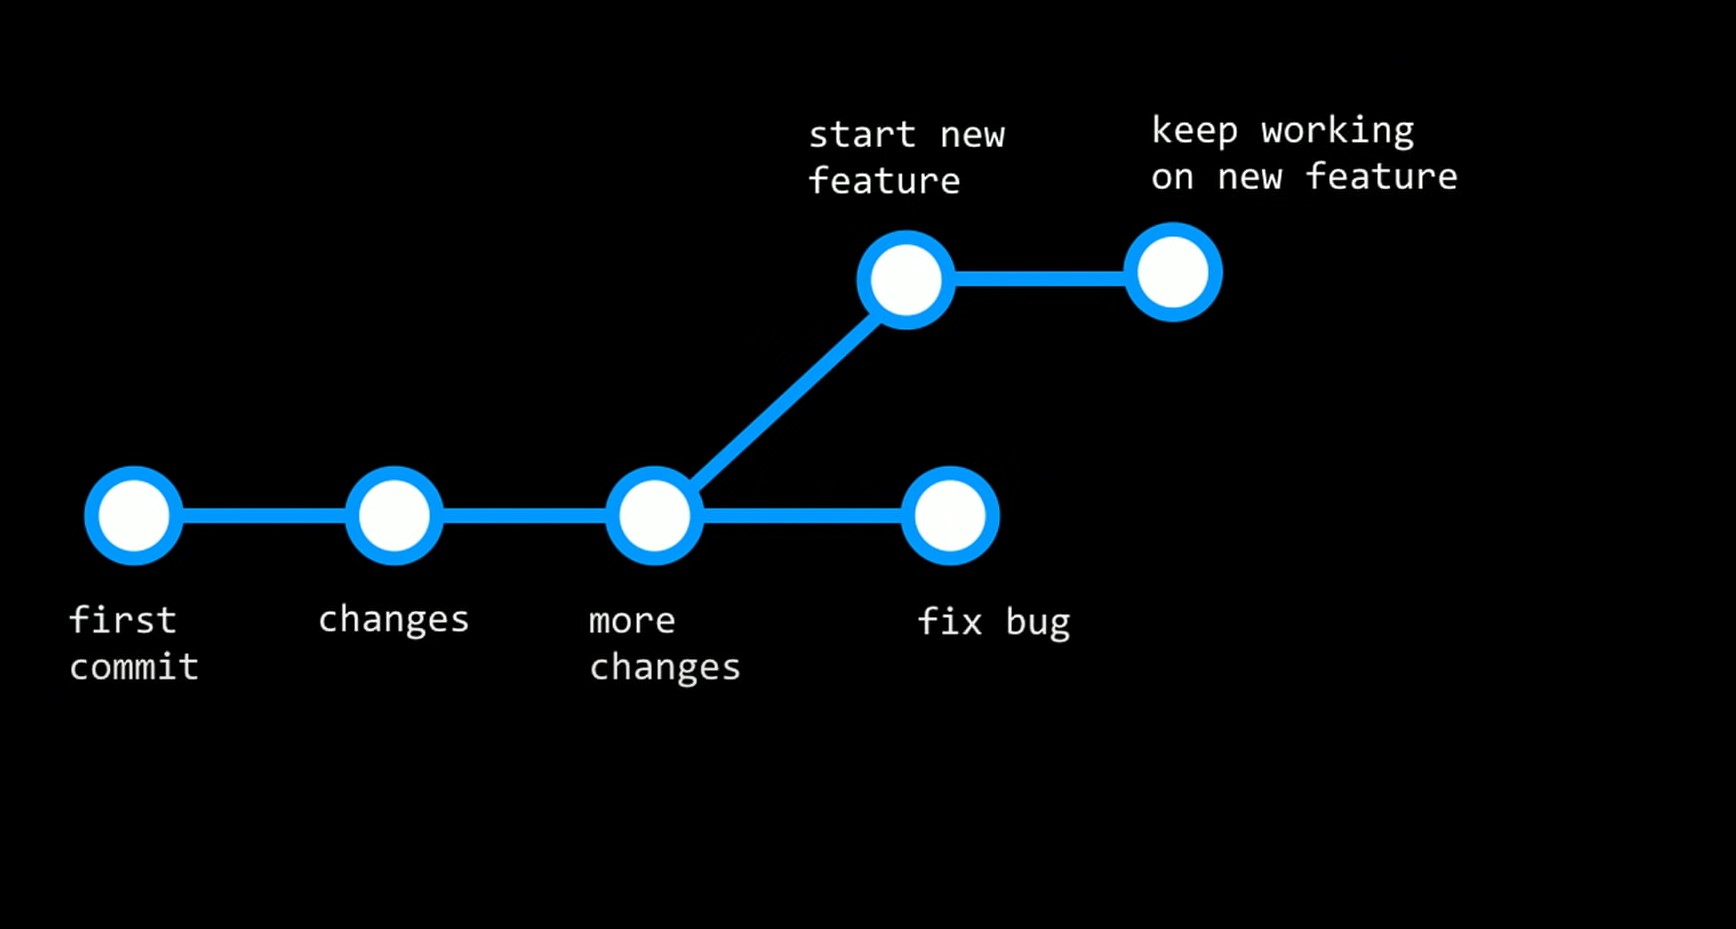 start new
feature
keep working
on new feature
first
commit
changes
more
changes
fix bug